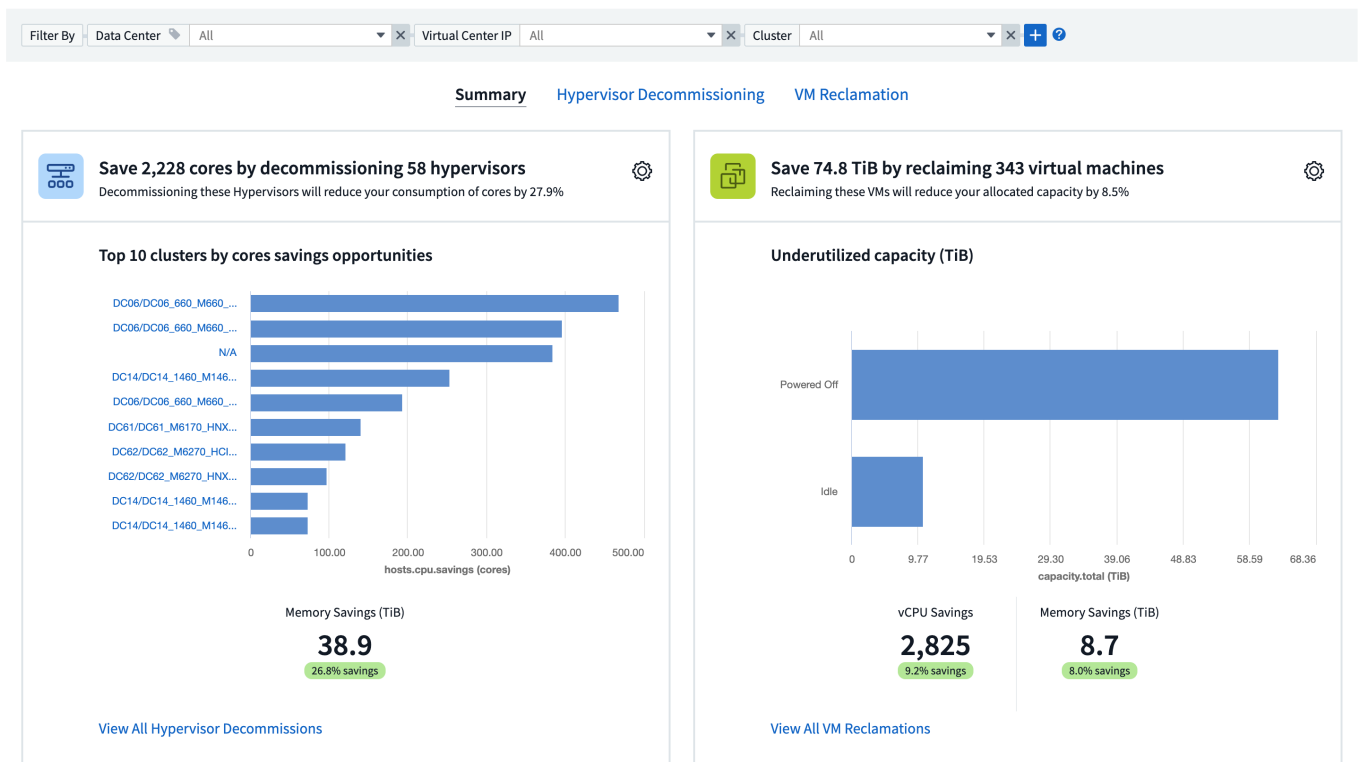 Filter By Data Center All Virtual Center IP All Cluster All + ?
Summary Hypervisor Decommissioning VM Reclamation
Save 2,228 cores by decommissioning 58 hypervisors
Decommissioning these Hypervisors will reduce your consumption of cores by 27.9%
Top 10 clusters by cores savings opportunities
DC06/DC06_660_M660_...
DC06/DC06_660_M660_...
N/A
DC14/DC14_1460_M146...
DC06/DC06_660_M660_...
DC61/DC61_M6170_HNX...
DC62/DC62_M6270_HCI...
DC62/DC62_M6270_HNX...
DC14/DC14_1460_M146...
DC14/DC14_1460_M146...
0 100.00 200.00 300.00 400.00 500.00
hosts.cpu.savings (cores)
Memory Savings (TiB)
38.9
26.8% savings
View All Hypervisor Decommissions
Save 74.8 TiB by reclaiming 343 virtual machines
Reclaiming these VMs will reduce your allocated capacity by 8.5%
Underutilized capacity (TiB)
Powered Off
Idle
0 9.77 19.53 29.30 39.06 48.83 58.59 68.36
capacity.total (TiB)
vCPU Savings
2,825
9.2% savings
Memory Savings (TiB)
8.7
8.0% savings
View All VM Reclamations